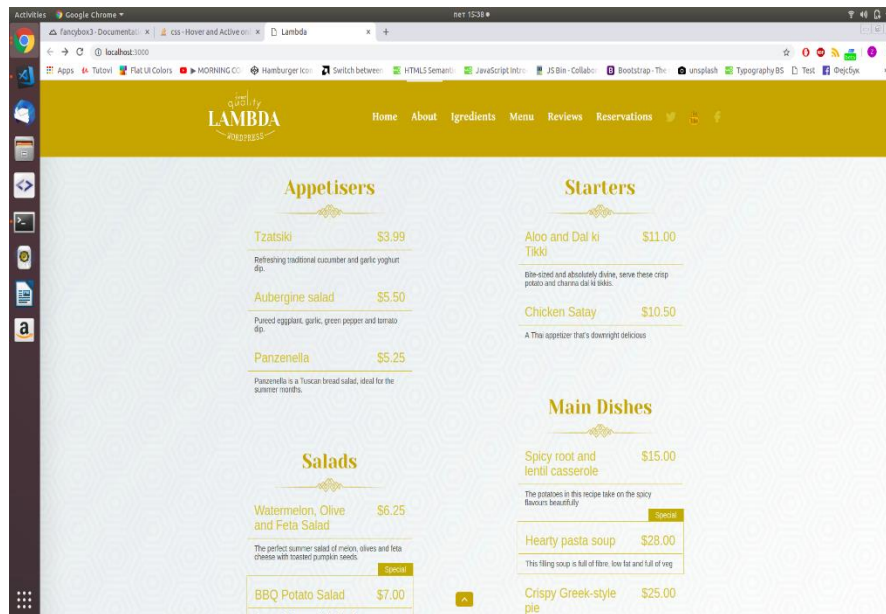 Activities
Google Chrome
пет 15:38
fancybox3 - Documentati
css - Hover and Active on
Lambda
localhost:3000
Apps
Tutovi
Flat UI Colors
MORNING CO
Hamburger Icon
Switch between
HTML5 Semanti
JavaScript Intro
JS Bin - Collabor
Bootstrap - The
unsplash
Typography BS
Test
Фејсбук
quality
LAMBDA
WORDPRESS
Home About Igredients Menu Reviews Reservations
Appetisers
Tzatsiki $3.99
Refreshing traditional cucumber and garlic yoghurt
dip.
Aubergine salad $5.50
Pureed eggplant, garlic, green pepper and tomato
dip.
Panzenella $5.25
Panzenella is a Tuscan bread salad, ideal for the
summer months.
Salads
Watermelon, Olive $6.25
and Feta Salad
The perfect summer salad of melon, olives and feta
cheese with toasted pumpkin seeds.
Special
BBQ Potato Salad $7.00
Starters
Aloo and Dal ki $11.00
Tikki
Bite-sized and absolutely divine, serve these crisp
potato and channa dal ki tikkis.
Chicken Satay $10.50
A Thai appetizer that's downright delicious
Main Dishes
Spicy root and $15.00
lentil casserole
The potatoes in this recipe take on the spicy
flavours beautifully
Special
Hearty pasta soup $28.00
This filling soup is full of fibre, low fat and full of veg
Crispy Greek-style $25.00
pie